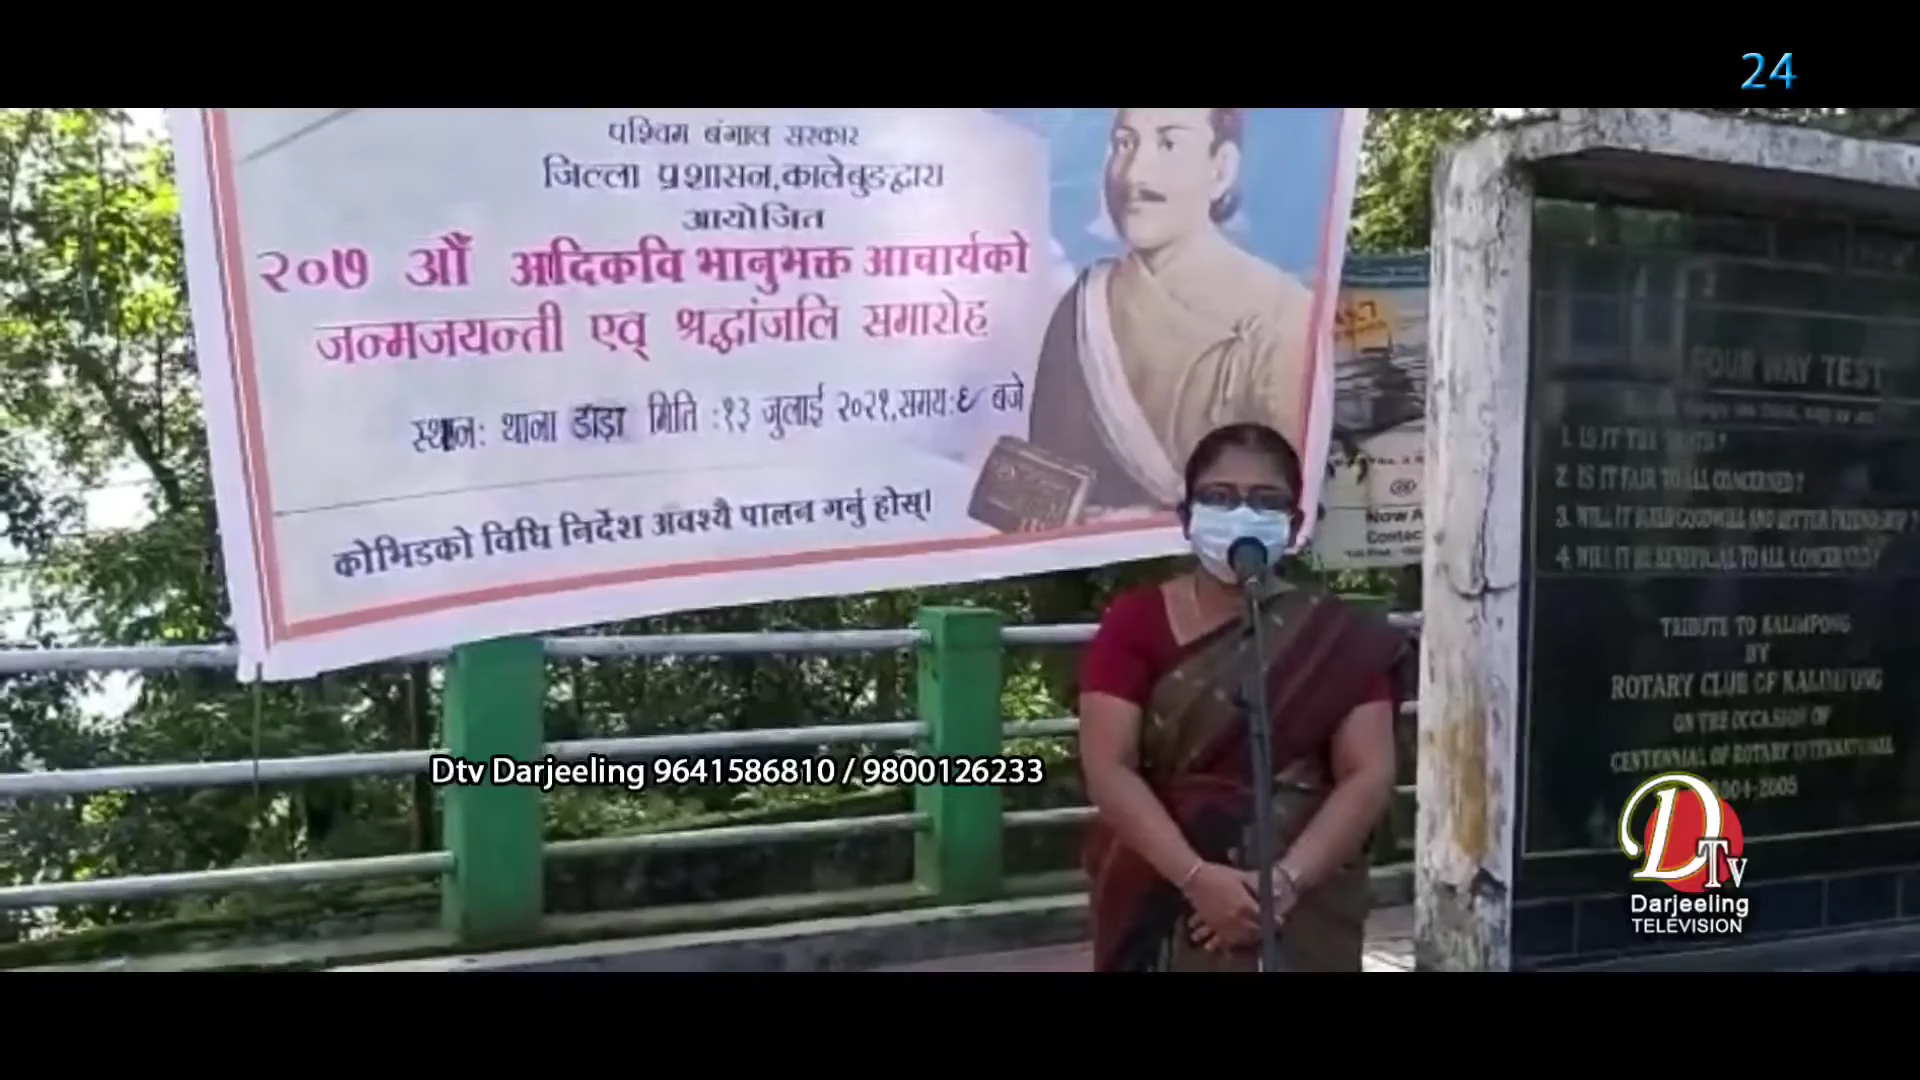 24
पश्चिम बंगाल सरकार
जिल्ला प्रशासन,कालेबुङद्वारा
आयोजित
२०७ औं आदिकवि भानुभक्त आचार्यको
जन्मजयन्ती एव् श्रद्धांजलि समारोह
स्थान: थाना डाँड़ा मिति :१३ जुलाई २०२१,समय:८ बजे
कोभिडको विधि निर्देश अवश्यै पालन गर्नु होस्।
Now A
Contac
FOUR WAY TEST
1. IS IT THE TRUTH?
2. IS IT FAIR TO ALL CONCERNED?
3. WILL IT BUILD GOODWILL AND BETTER FRIENDSHIP?
4. WILL IT BE BENEFICIAL TO ALL CONCERNED?
TRIBUTE TO KALIMPONG
BY
ROTARY CLUB OF KALIMPONG
ON THE OCCASION OF
CENTENNIAL OF ROTARY INTERNATIONAL
2004-2005
Dtv Darjeeling 9641586810 / 9800126233
DTV
Darjeeling
TELEVISION